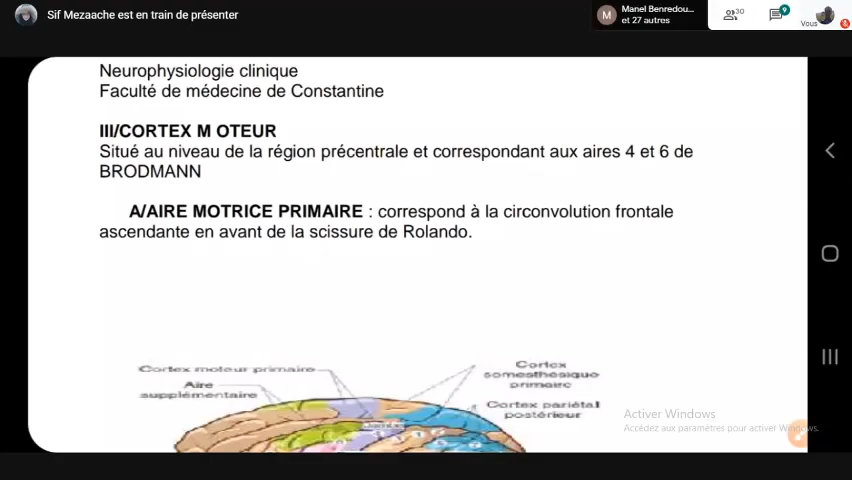 Sif Mezaache est en train de présenter
M
Manel Benredou...
et 27 autres
30
9
Vous
Neurophysiologie clinique
Faculté de médecine de Constantine
III/CORTEX M OTEUR
Situé au niveau de la région précentrale et correspondant aux aires 4 et 6 de
BRODMANN
A/AIRE MOTRICE PRIMAIRE : correspond à la circonvolution frontale
ascendante en avant de la scissure de Rolando.
Cortex moteur primaire
Aire
supplémentaire
Cortex
somesthésique
primaire
Cortex pariétal
postérieur
Activer Windows
Accédez aux paramètres pour activer Windows.